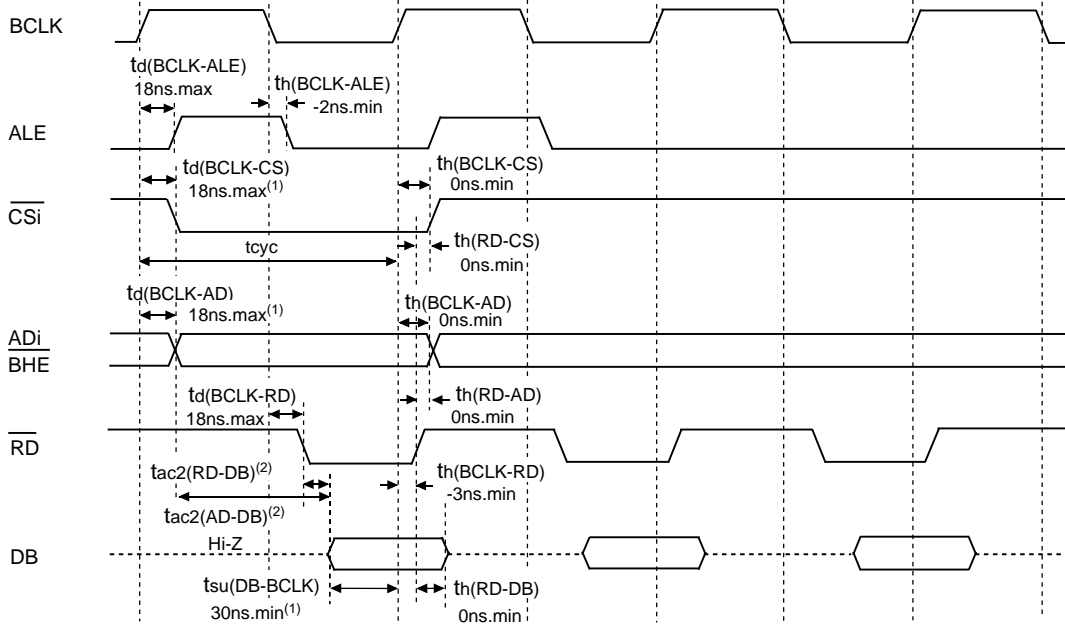 BCLK
td(BCLK-ALE)
18ns.max
th(BCLK-ALE)
-2ns.min
ALE
td(BCLK-CS)
18ns.max(1)
th(BCLK-CS)
0ns.min
CSi
tcyc
th(RD-CS)
0ns.min
td(BCLK-AD)
18ns.max(1)
th(BCLK-AD)
0ns.min
ADi
BHE
td(BCLK-RD)
18ns.max
th(RD-AD)
0ns.min
RD
tac2(RD-DB)(2)
th(BCLK-RD)
-3ns.min
tac2(AD-DB)(2)
Hi-Z
DB
tsu(DB-BCLK)
30ns.min(1)
th(RD-DB)
0ns.min